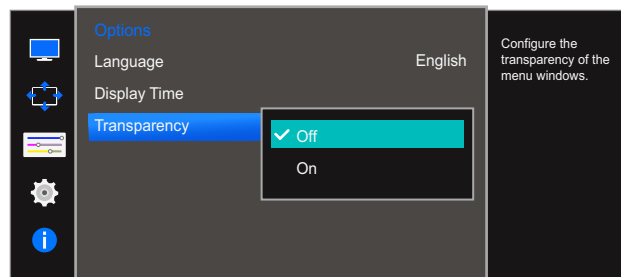 Options
Language English
Display Time
Transparency
Off
On
Configure the
transparency of the
menu windows.